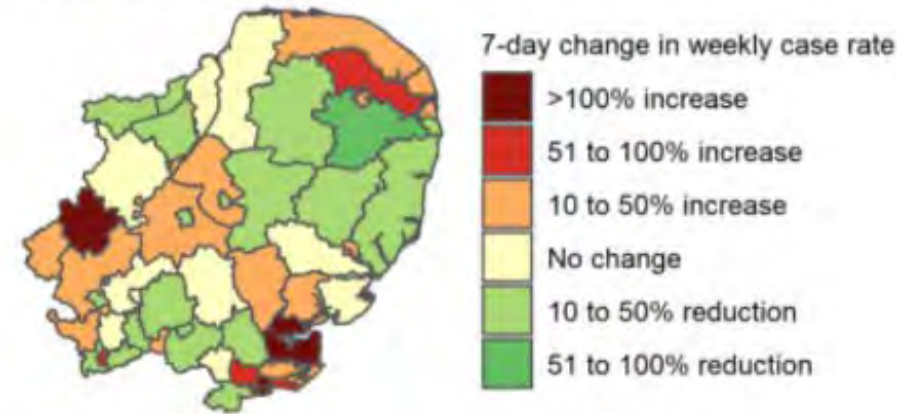 7-day change in weekly case rate
>100% increase
51 to 100% increase
10 to 50% increase
No change
10 to 50% reduction
51 to 100% reduction